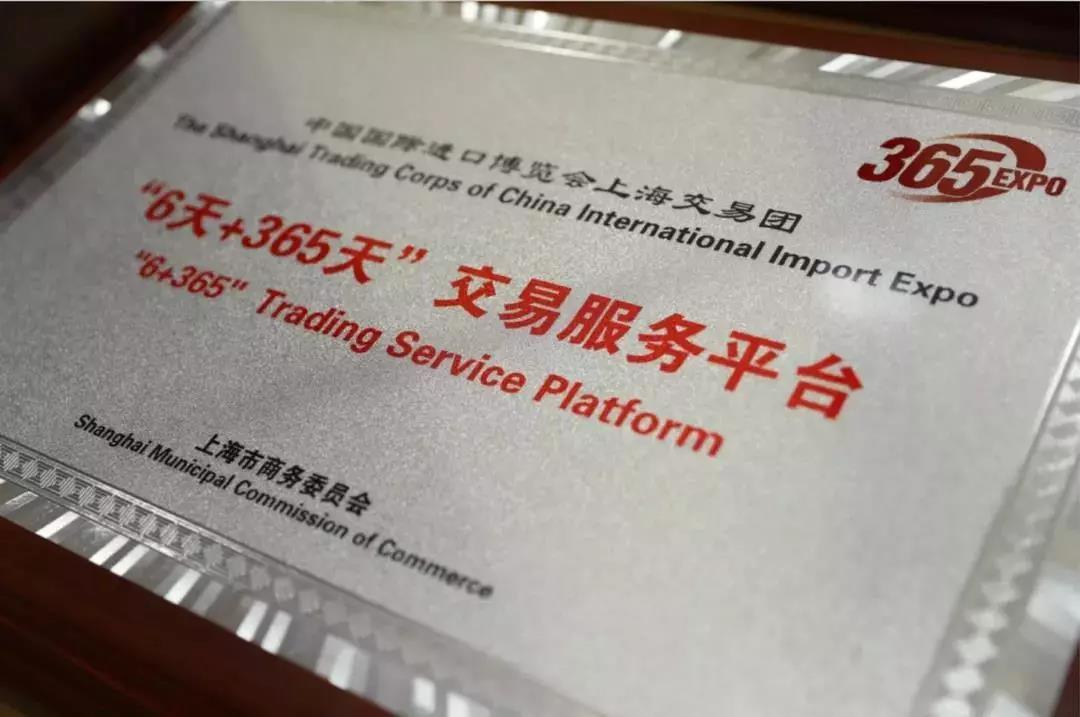 365 EXPO
中国国际进口博览会上海交易团
The Shanghai Trading Corps of China International Import Expo
“6天+365天”交易服务平台
"6+365" Trading Service Platform
上海市商务委员会
Shanghai Municipal Commission of Commerce